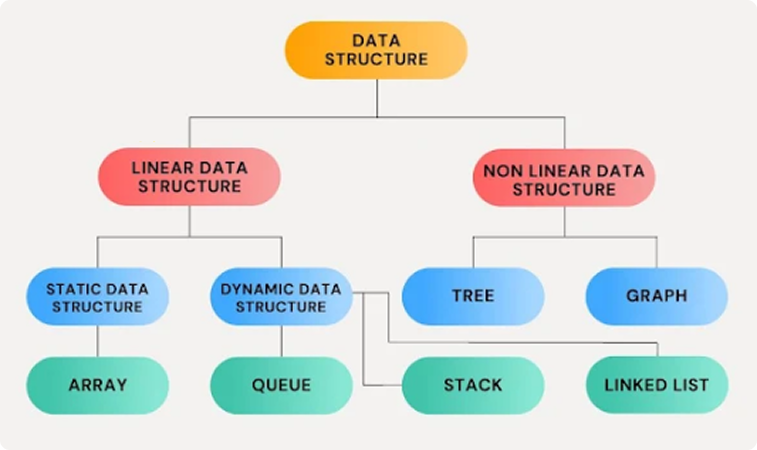 DATA
STRUCTURE
LINEAR DATA
STRUCTURE
NON LINEAR DATA
STRUCTURE
STATIC DATA
STRUCTURE
DYNAMIC DATA
STRUCTURE
TREE
GRAPH
ARRAY
QUEUE
STACK
LINKED LIST